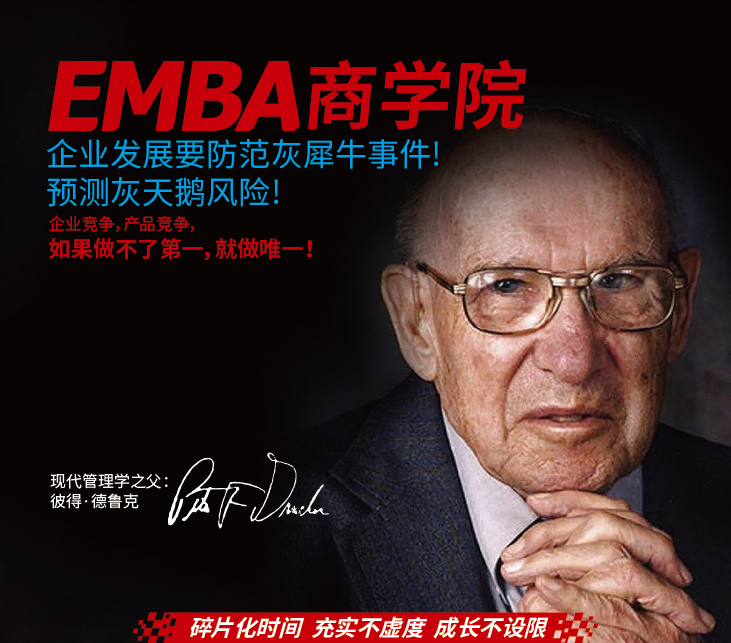 EMBA商学院
企业发展要防范灰犀牛事件!
预测灰天鹅风险!
企业竞争,产品竞争,
如果做不了第一,就做唯一!
现代管理学之父:
彼得·德鲁克
Peter F. Drucker
碎片化时间 充实不虚度 成长不设限